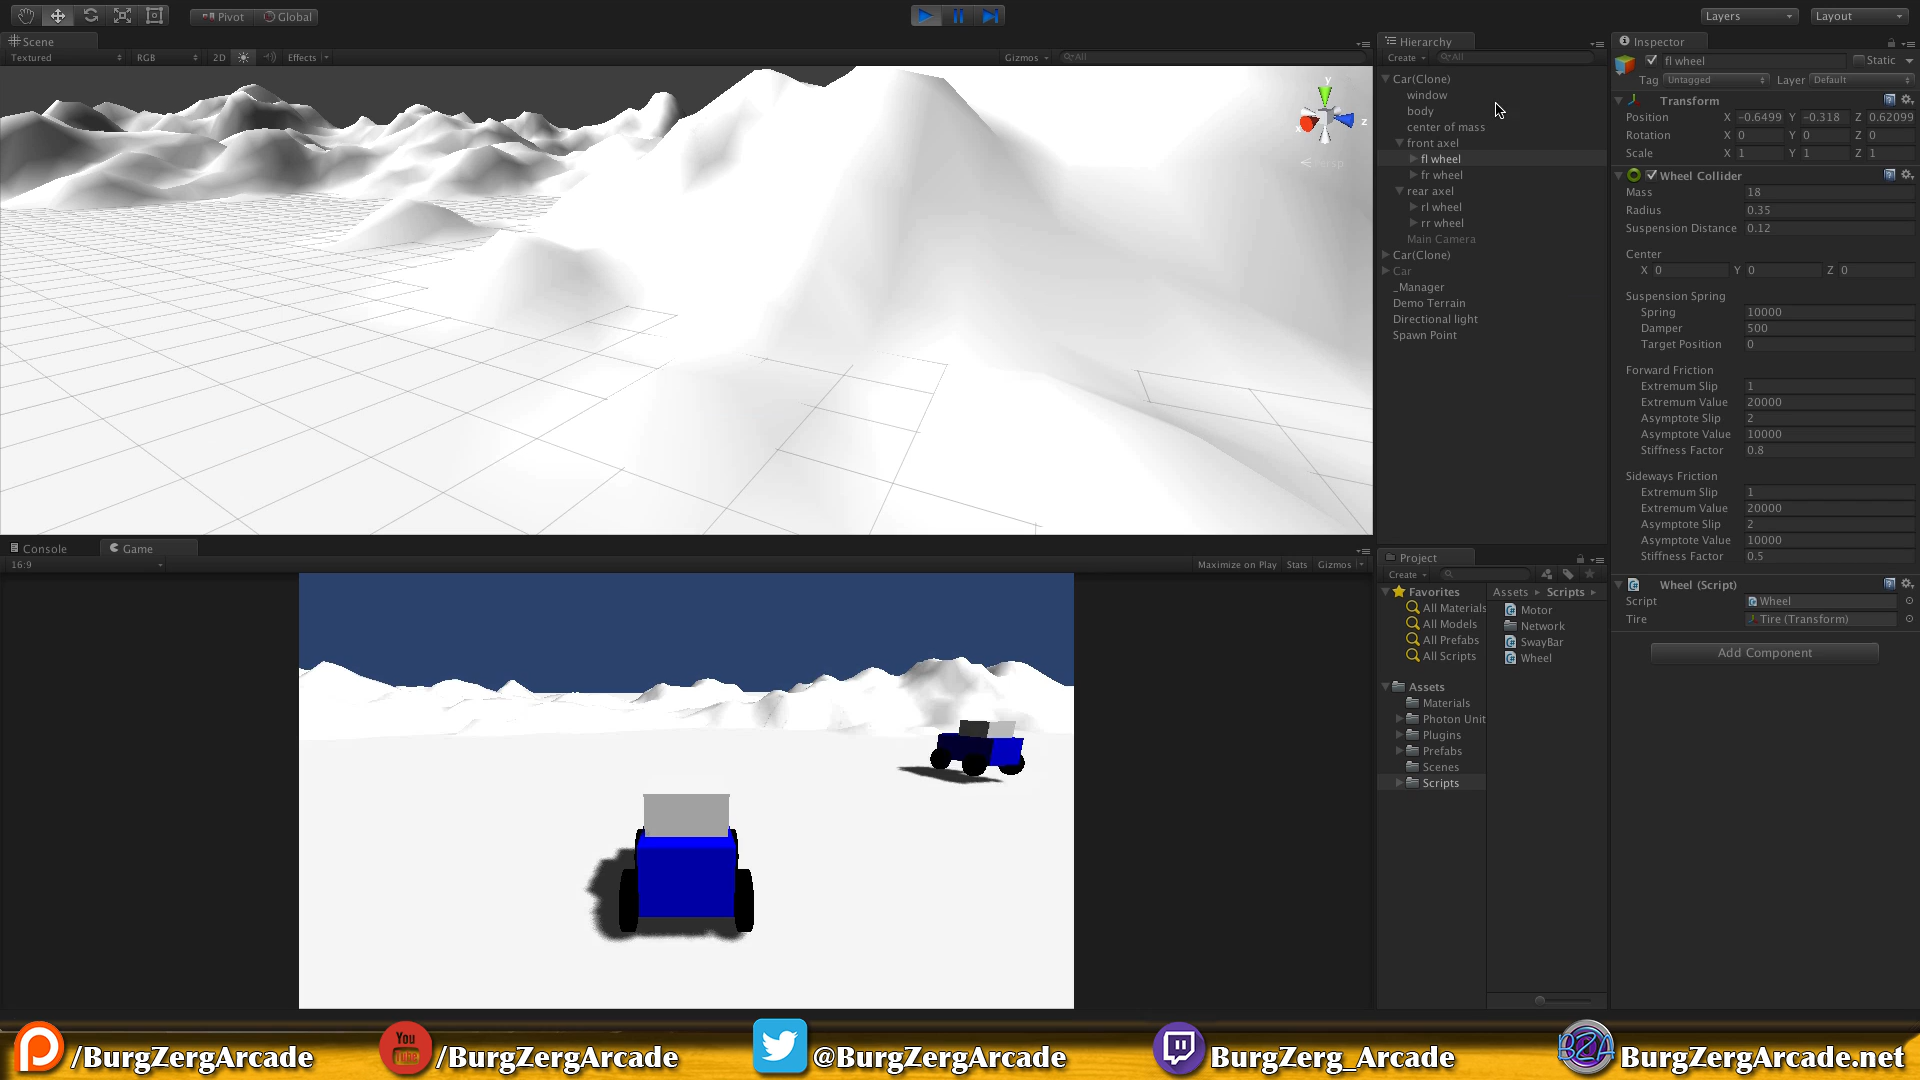 Pivot Global Layers Layout
Scene
Textured RGB 2D Effects Gizmos All
y
x z
Persp
Console Game
16:9 Maximize on Play Stats Gizmos
Hierarchy
Create All
Car(Clone)
window
body
center of mass
front axel
fl wheel
fr wheel
rear axel
rl wheel
rr wheel
Main Camera
Car(Clone)
Car
_Manager
Demo Terrain
Directional light
Spawn Point
Project
Create
Favorites
All Materials
All Models
All Prefabs
All Scripts
Assets
Materials
Photon Unit
Plugins
Prefabs
Scenes
Scripts
Assets Scripts
Motor
Network
SwayBar
Wheel
Inspector
fl wheel Static
Tag Untagged Layer Default
Transform
Position X -0.6499 Y -0.318 Z 0.62099
Rotation X 0 Y 0 Z 0
Scale X 1 Y 1 Z 1
Wheel Collider
Mass 18
Radius 0.35
Suspension Distance 0.12
Center
X 0 Y 0 Z 0
Suspension Spring
Spring 10000
Damper 500
Target Position 0
Forward Friction
Extremum Slip 1
Extremum Value 20000
Asymptote Slip 2
Asymptote Value 10000
Stiffness Factor 0.8
Sideways Friction
Extremum Slip 1
Extremum Value 20000
Asymptote Slip 2
Asymptote Value 10000
Stiffness Factor 0.5
Wheel (Script)
Script Wheel
Tire Tire (Transform)
Add Component
/BurgZergArcade You Tube /BurgZergArcade @BurgZergArcade BurgZerg_Arcade BZA BurgZergArcade.net